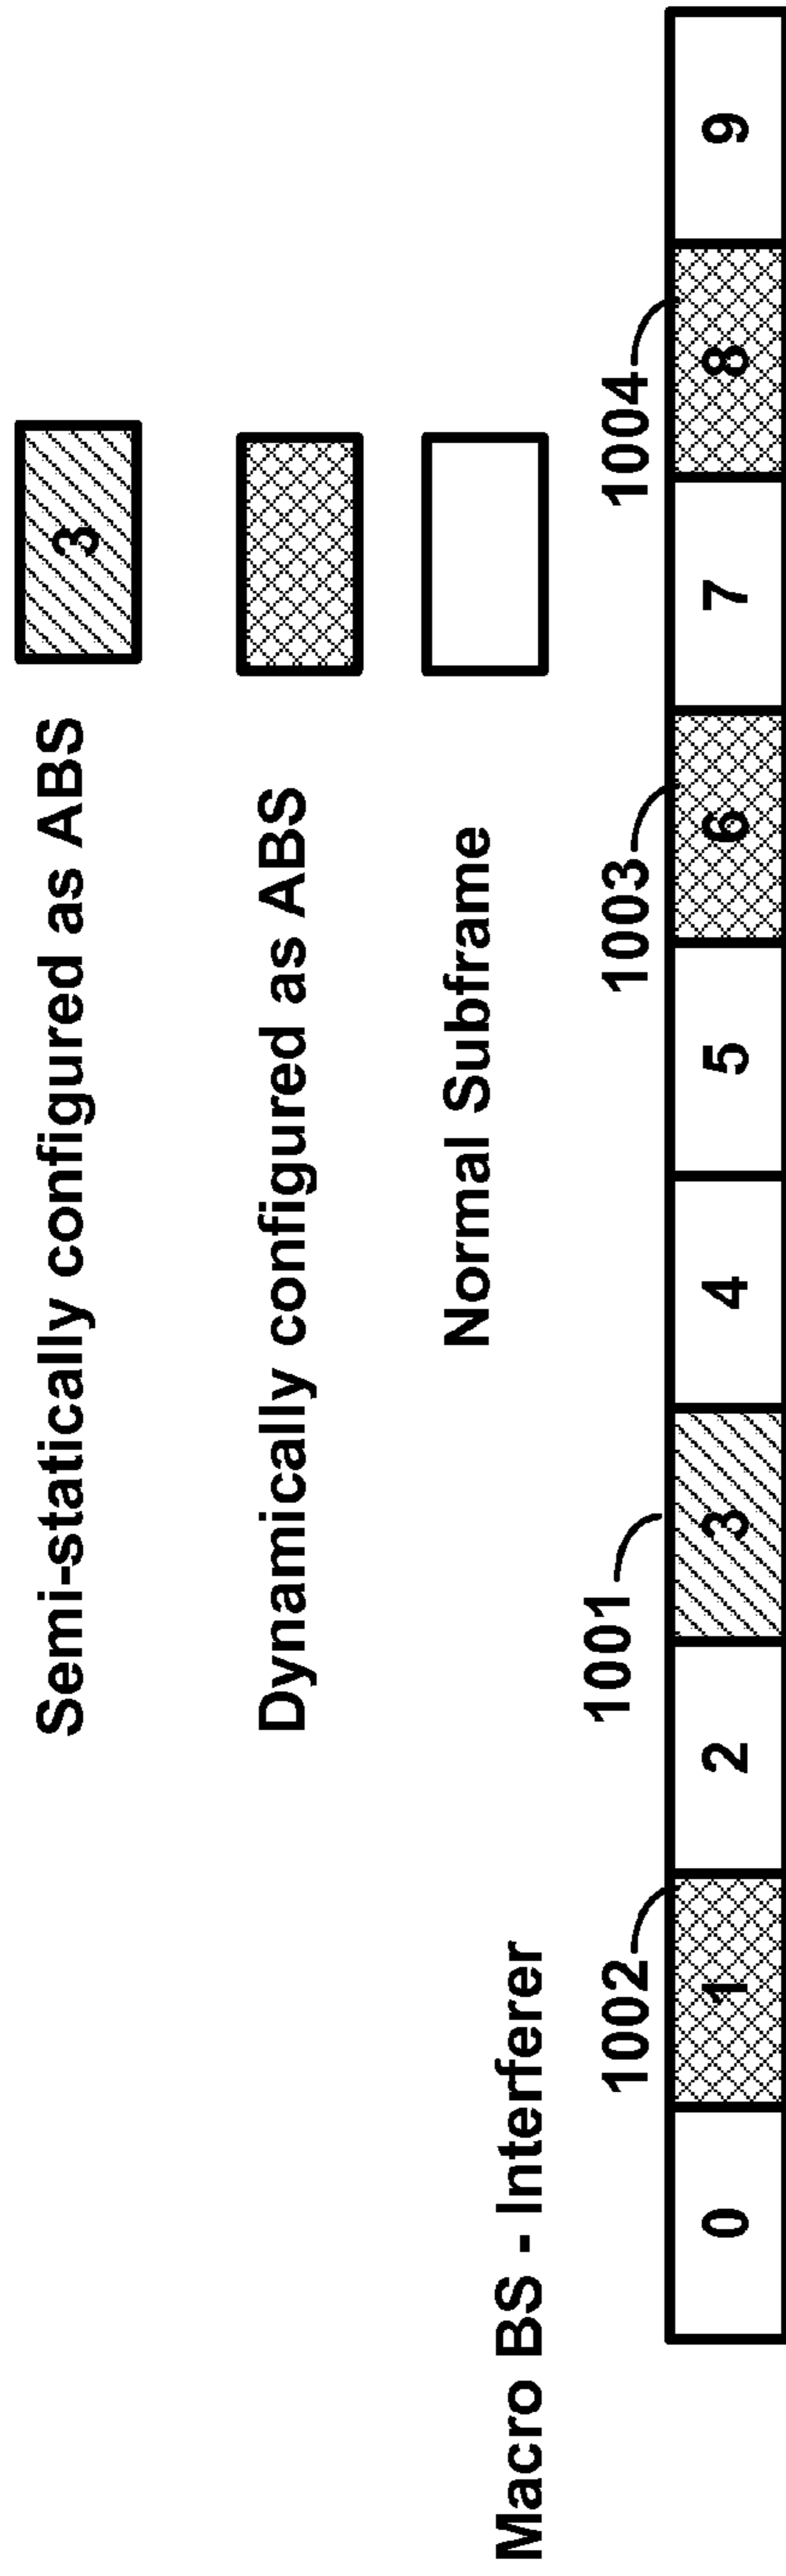 Semi-statically configured as ABS 3
Dynamically configured as ABS
Normal Subframe
Macro BS - Interferer
1002 1001 1003 1004
0 1 2 3 4 5 6 7 8 9